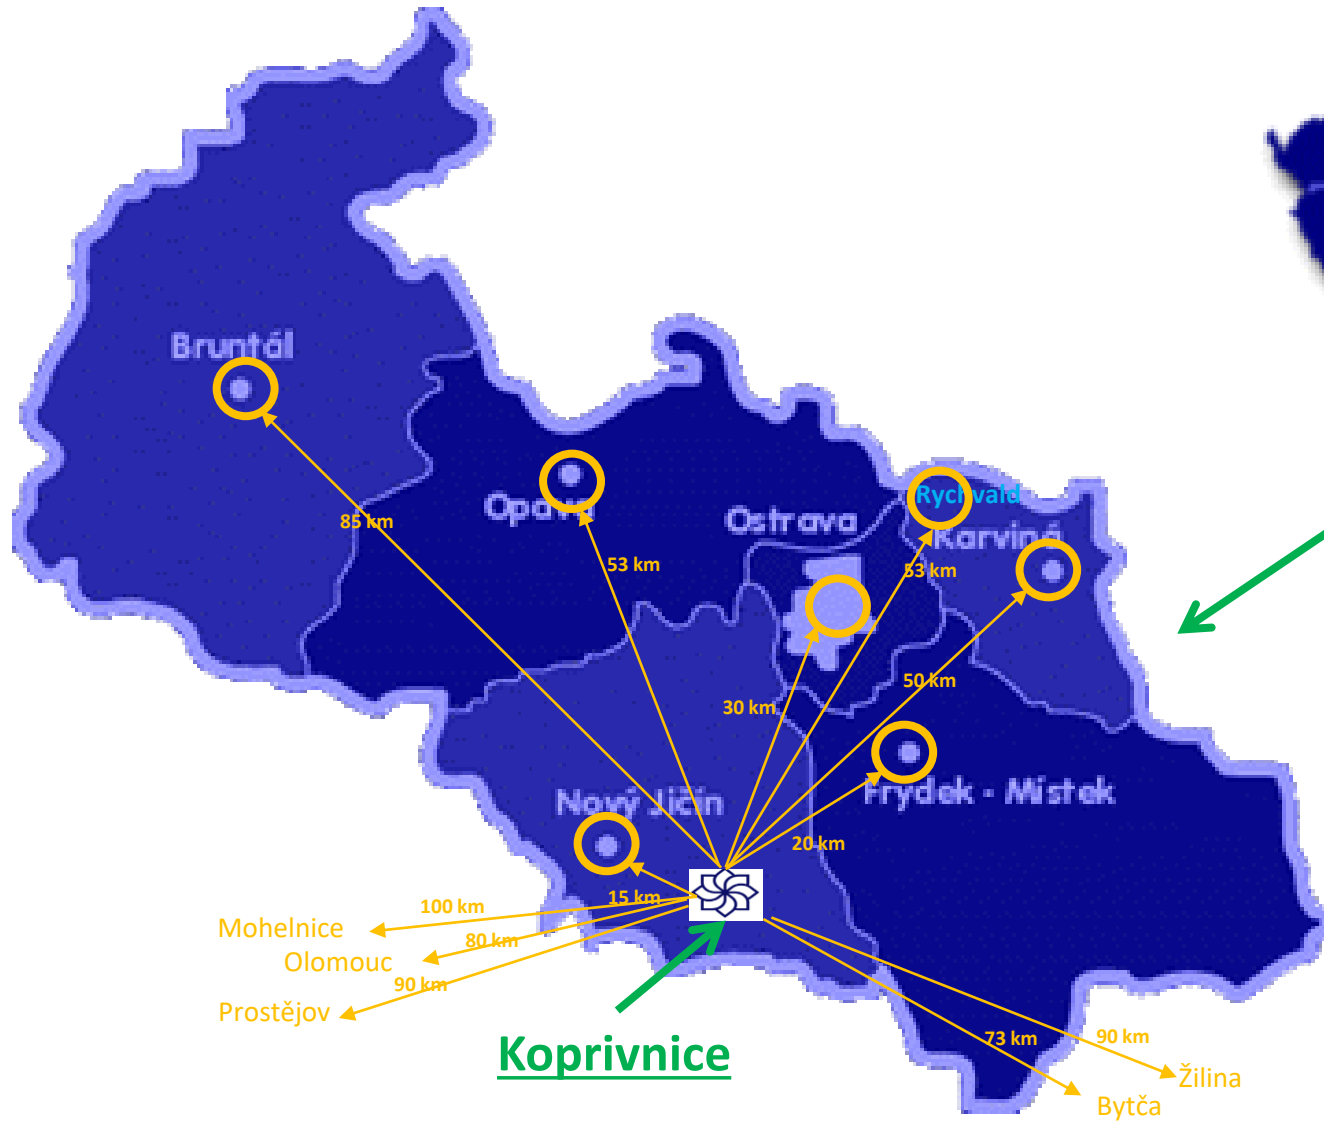 Bruntál
85 km
Opava
53 km
Ostrava
Rychvald
Karviná
53 km
50 km
30 km
Frýdek - Místek
20 km
Nový Jičín
15 km
100 km
Mohelnice
80 km
Olomouc
90 km
Prostějov
Koprivnice
73 km
90 km
Žilina
Bytča